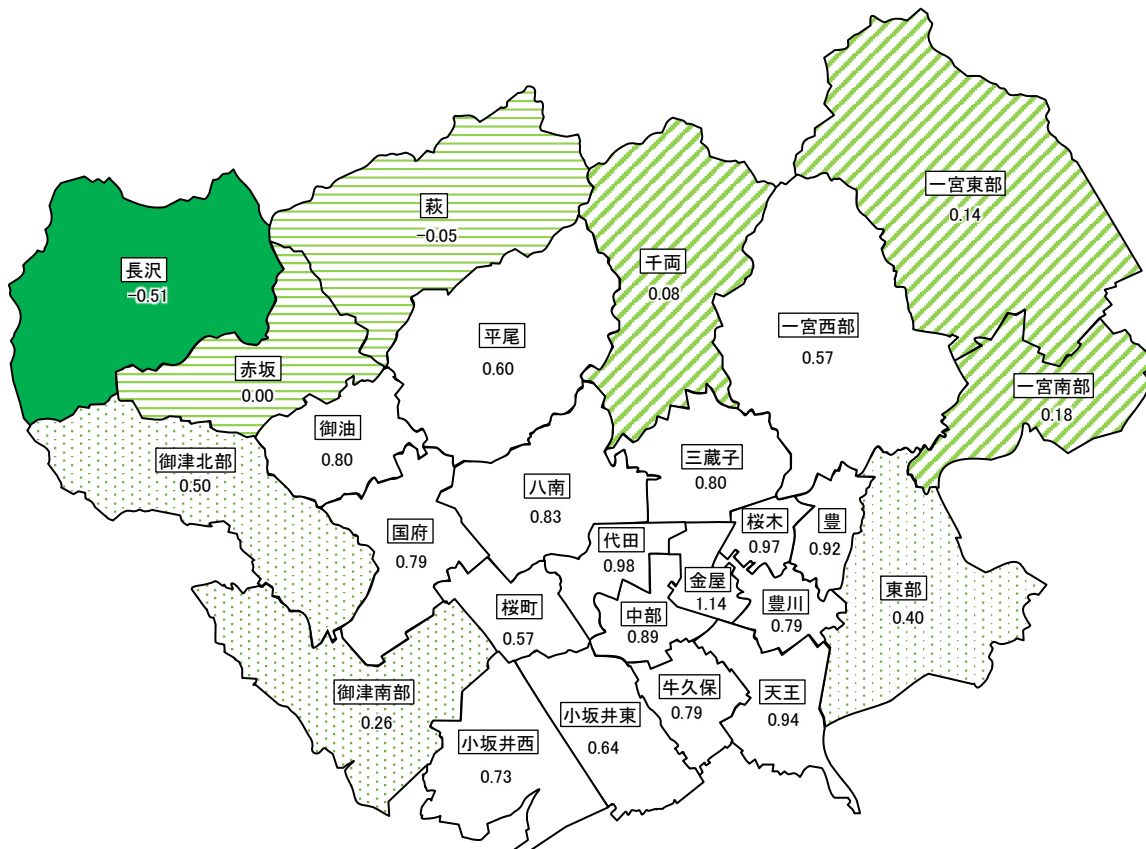 一宮東部
0.14
萩
-0.05
千両
0.08
長沢
-0.51
一宮西部
0.57
平尾
0.60
赤坂
0.00
一宮南部
0.18
御油
0.80
御津北部
0.50
三蔵子
0.80
八南
0.83
国府
0.79
桜木
0.97
豊
0.92
代田
0.98
金屋
1.14
東部
0.40
桜町
0.57
中部
0.89
豊川
0.79
御津南部
0.26
牛久保
0.79
天王
0.94
小坂井東
0.64
小坂井西
0.73